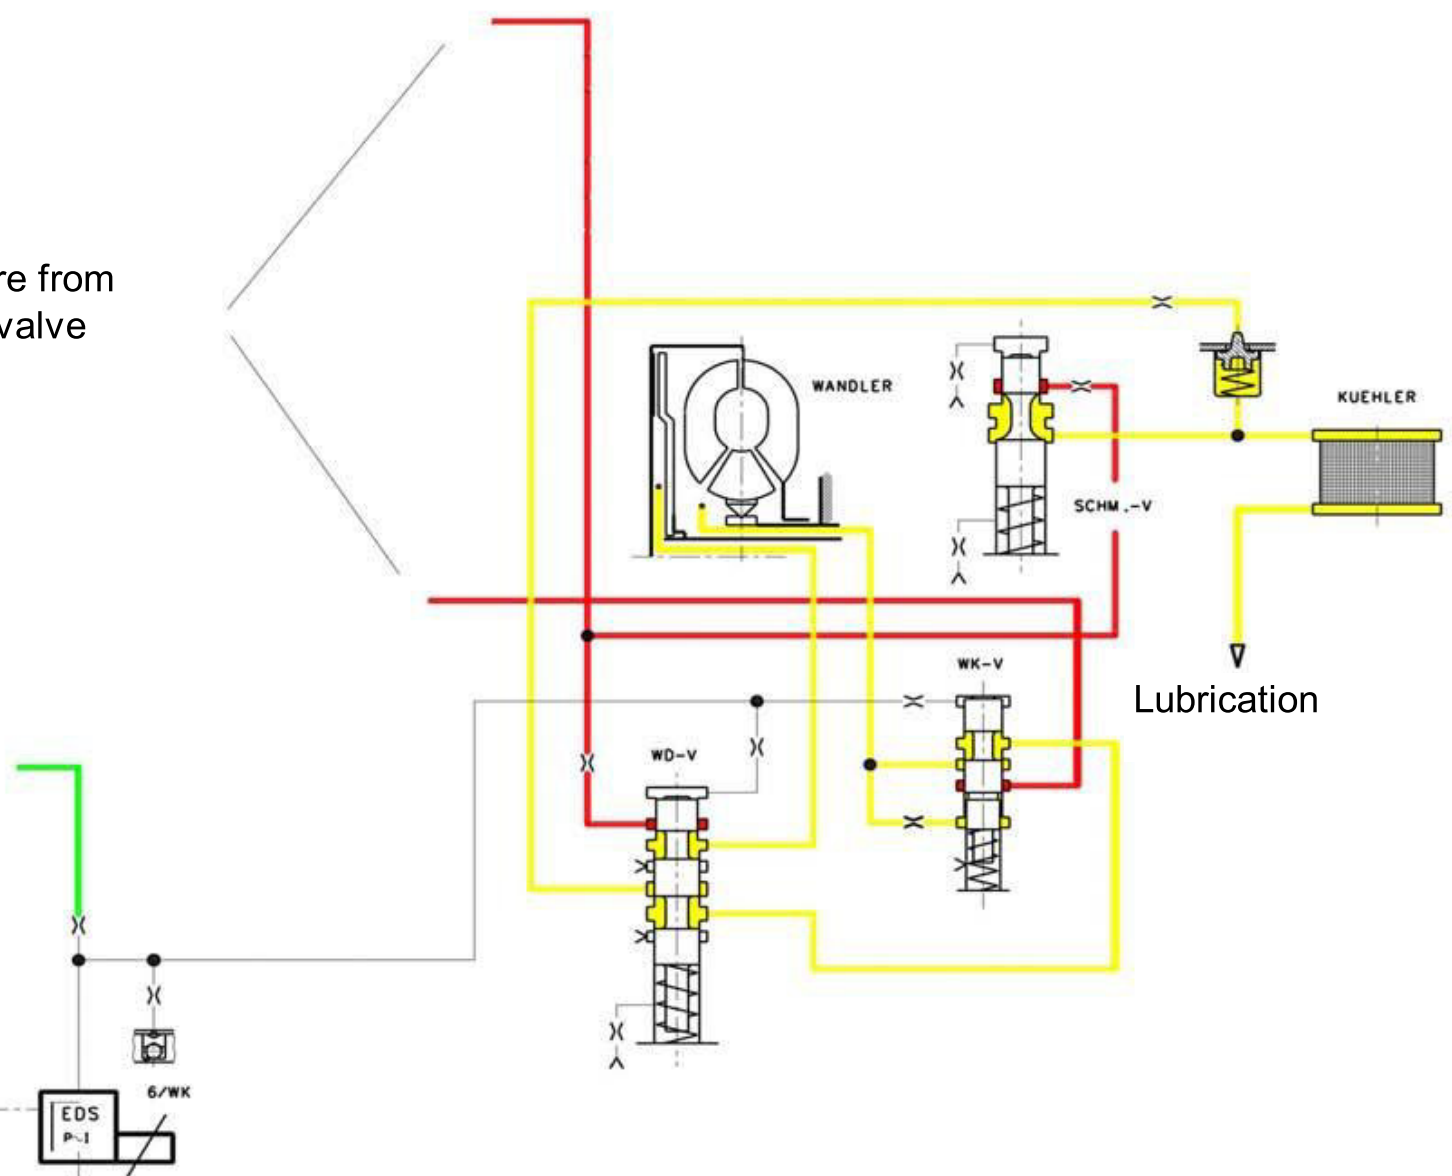 re from
valve
WANDLER
KUEHLER
SCHM.-V
WK-V
Lubrication
WD-V
6/WK
EDS
P~I